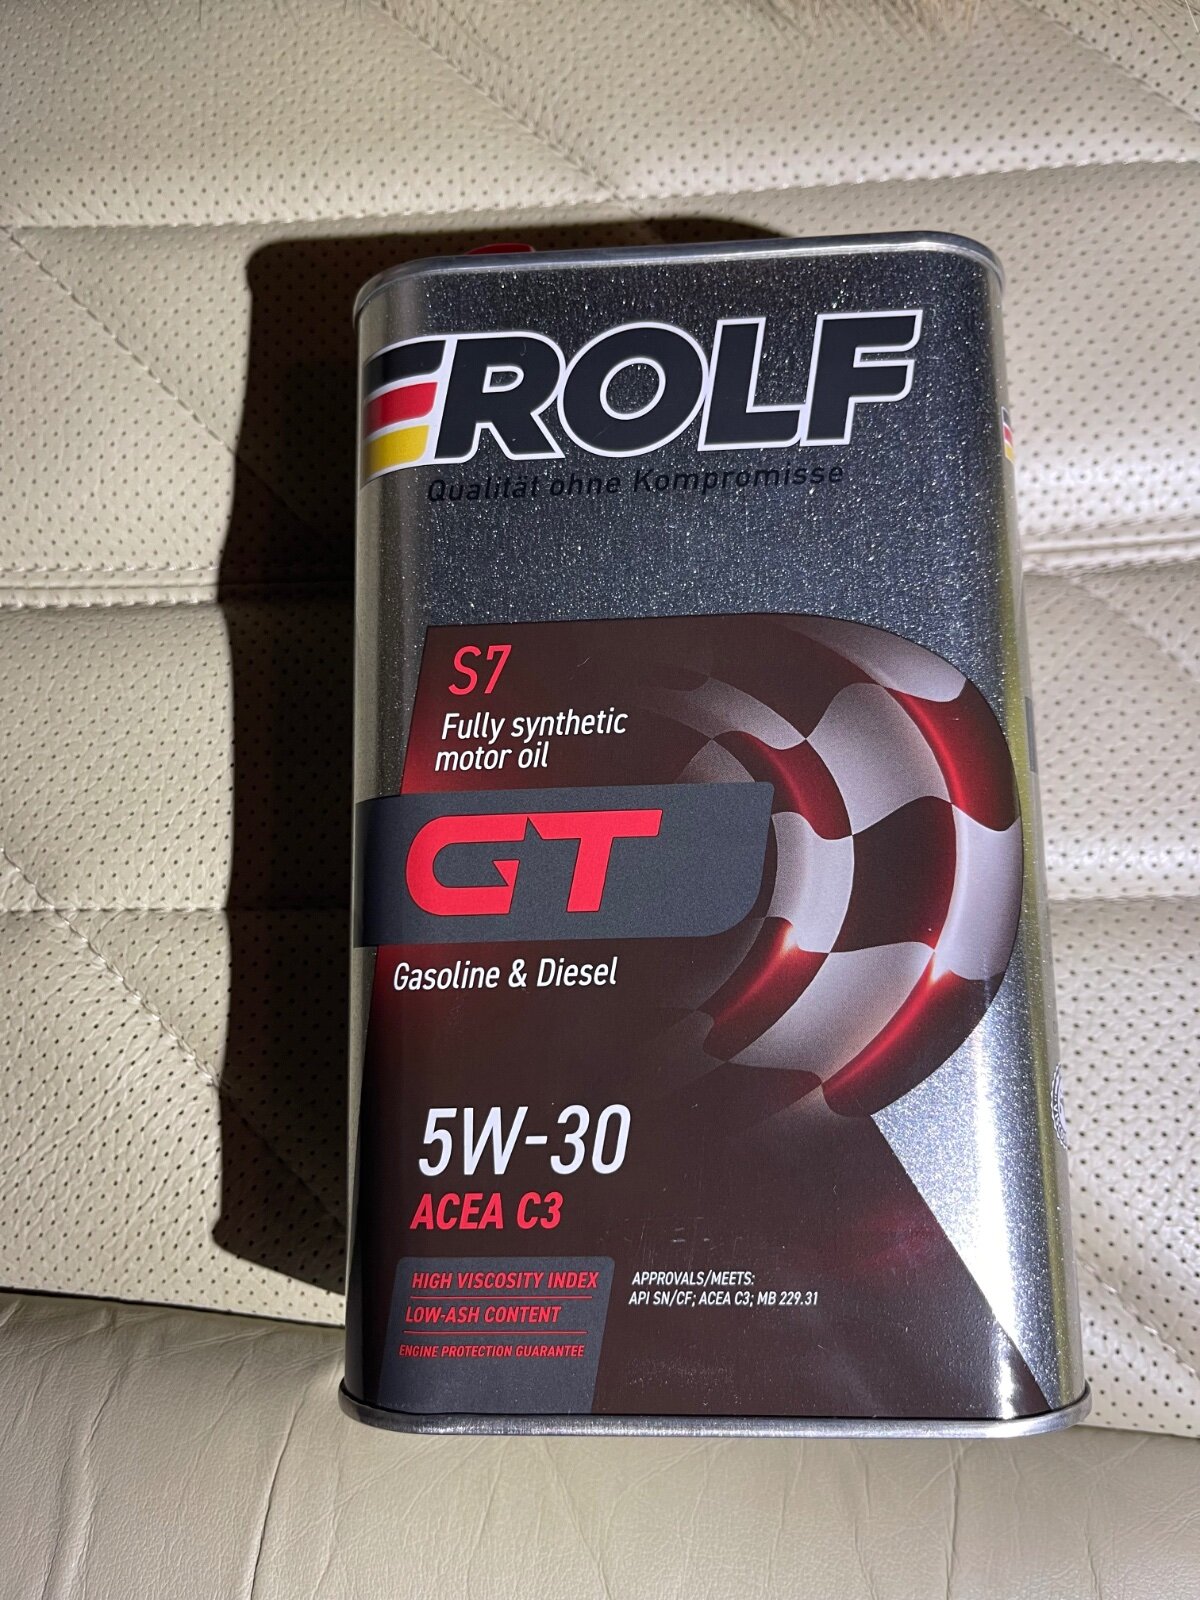 ROLF
Qualität ohne Kompromisse
S7
Fully synthetic
motor oil
GT
Gasoline & Diesel
5W-30
ACEA C3
HIGH VISCOSITY INDEX
LOW-ASH CONTENT
ENGINE PROTECTION GUARANTEE
APPROVALS/MEETS:
API SN/CF; ACEA C3; MB 229.31